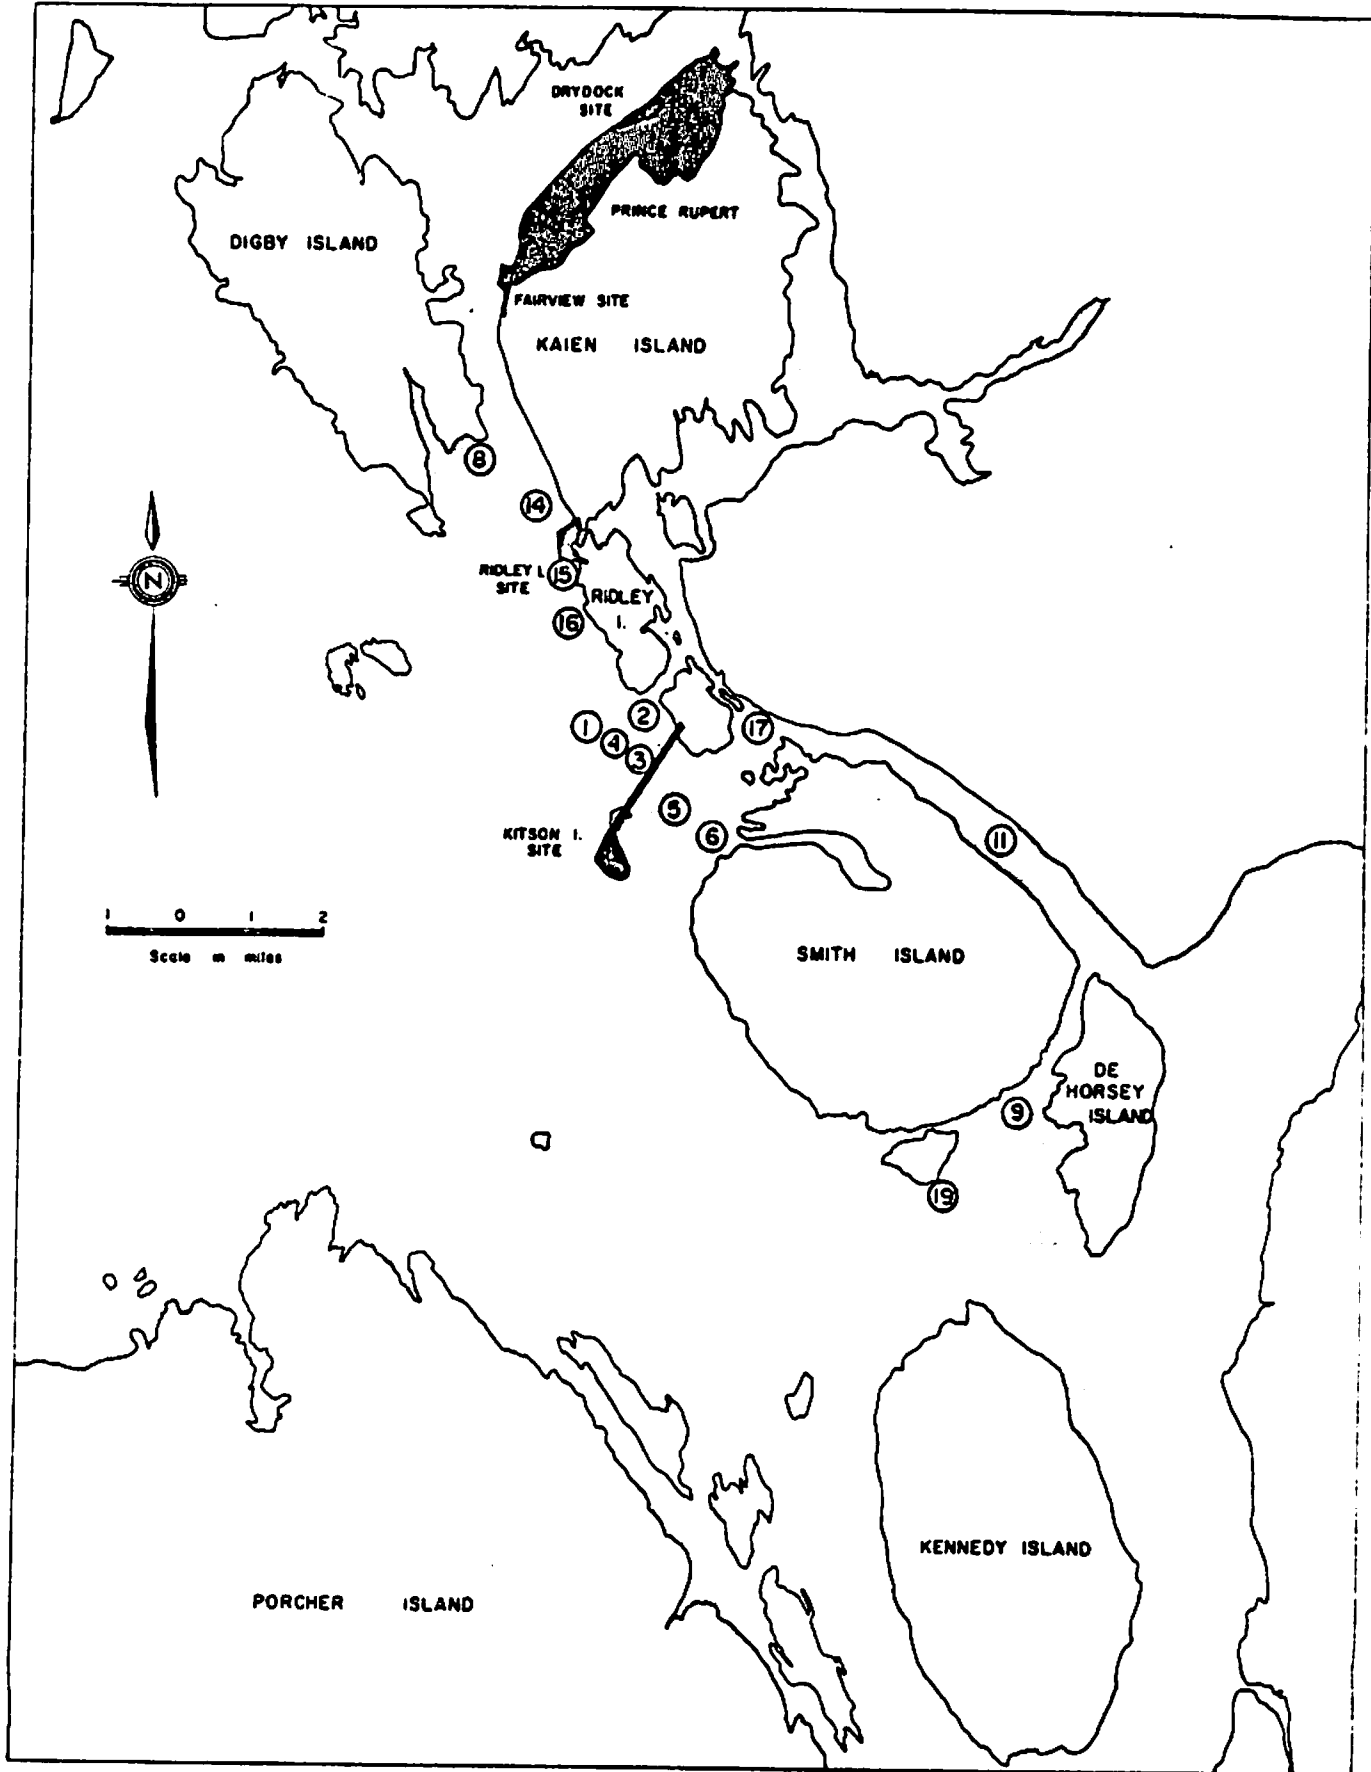 DRYDOCK
SITE
PRINCE RUPERT
DIGBY ISLAND
FAIRVIEW SITE
KAIEN ISLAND
8
14
N
RIDLEY I.
SITE
15
RIDLEY
I.
16
1
2
4
3
17
5
6
KITSON I.
SITE
11
1 0 1 2
Scale in miles
SMITH ISLAND
DE
HORSEY
ISLAND
9
19
KENNEDY ISLAND
PORCHER ISLAND